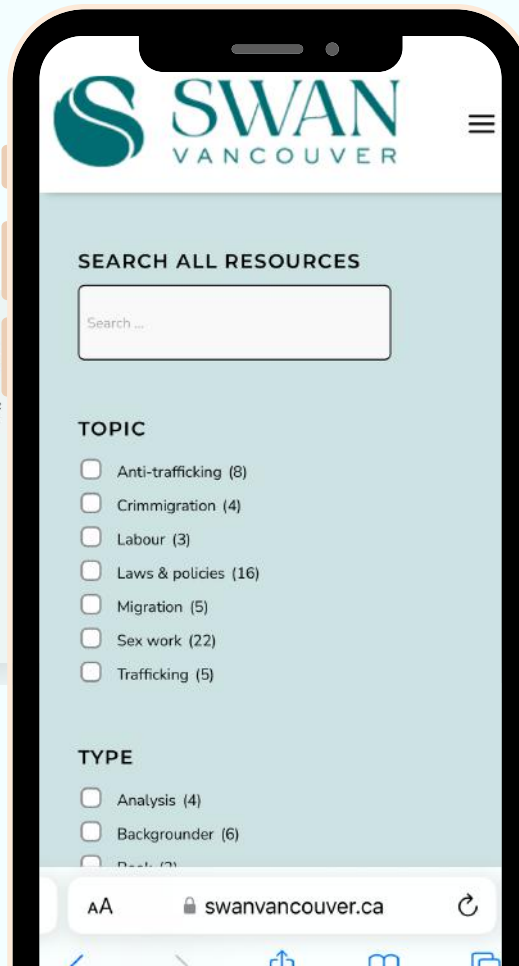 SWAN
VANCOUVER
SEARCH ALL RESOURCES
Search ...
TOPIC
Anti-trafficking (8)
Crimmigration (4)
Labour (3)
Laws & policies (16)
Migration (5)
Sex work (22)
Trafficking (5)
TYPE
Analysis (4)
Backgrounder (6)
AA
swanvancouver.ca